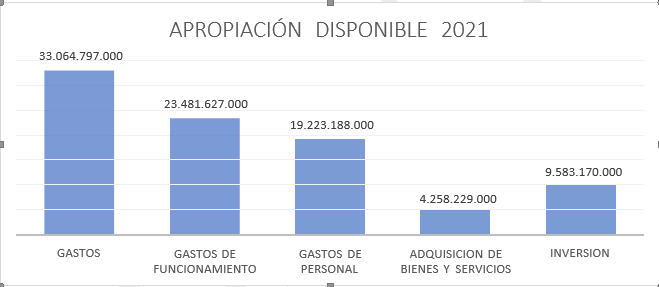 APROPIACIÓN DISPONIBLE 2021
33.064.797.000
23.481.627.000
19.223.188.000
4.258.229.000
9.583.170.000
GASTOS
GASTOS DE
FUNCIONAMIENTO
GASTOS DE
PERSONAL
ADQUISICION DE
BIENES Y SERVICIOS
INVERSION